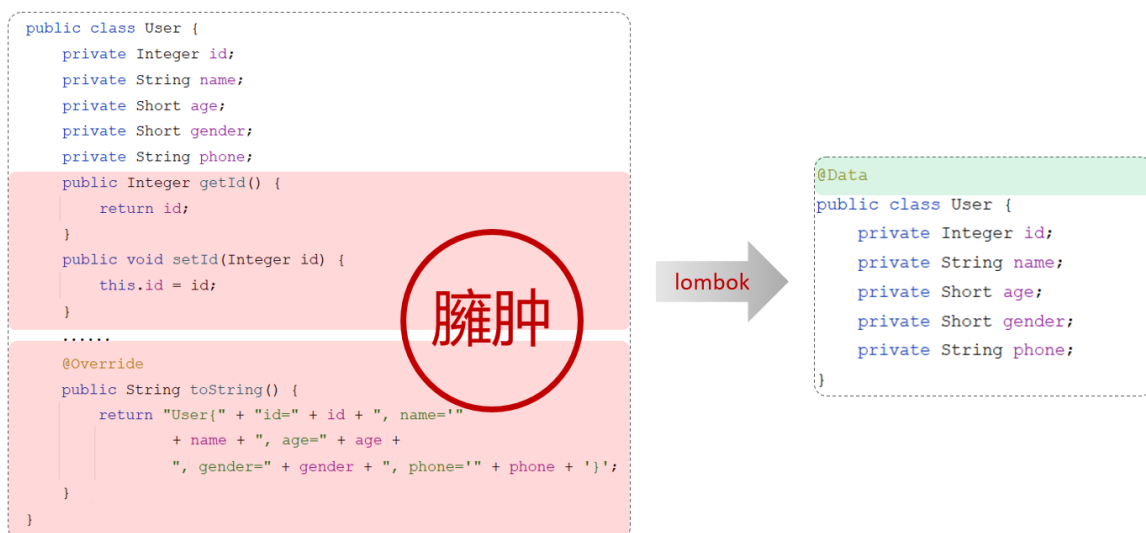 public class User {
private Integer id;
private String name;
private Short age;
private Short gender;
private String phone;
public Integer getId() {
return id;
}
public void setId(Integer id) {
this.id = id;
}
......
@Override
public String toString() {
return "User{" + "id=" + id + ", name='"
+ name + ", age=" + age +
", gender=" + gender + ", phone='" + phone + '}';
}
}
臃肿
lombok
@Data
public class User {
private Integer id;
private String name;
private Short age;
private Short gender;
private String phone;
}